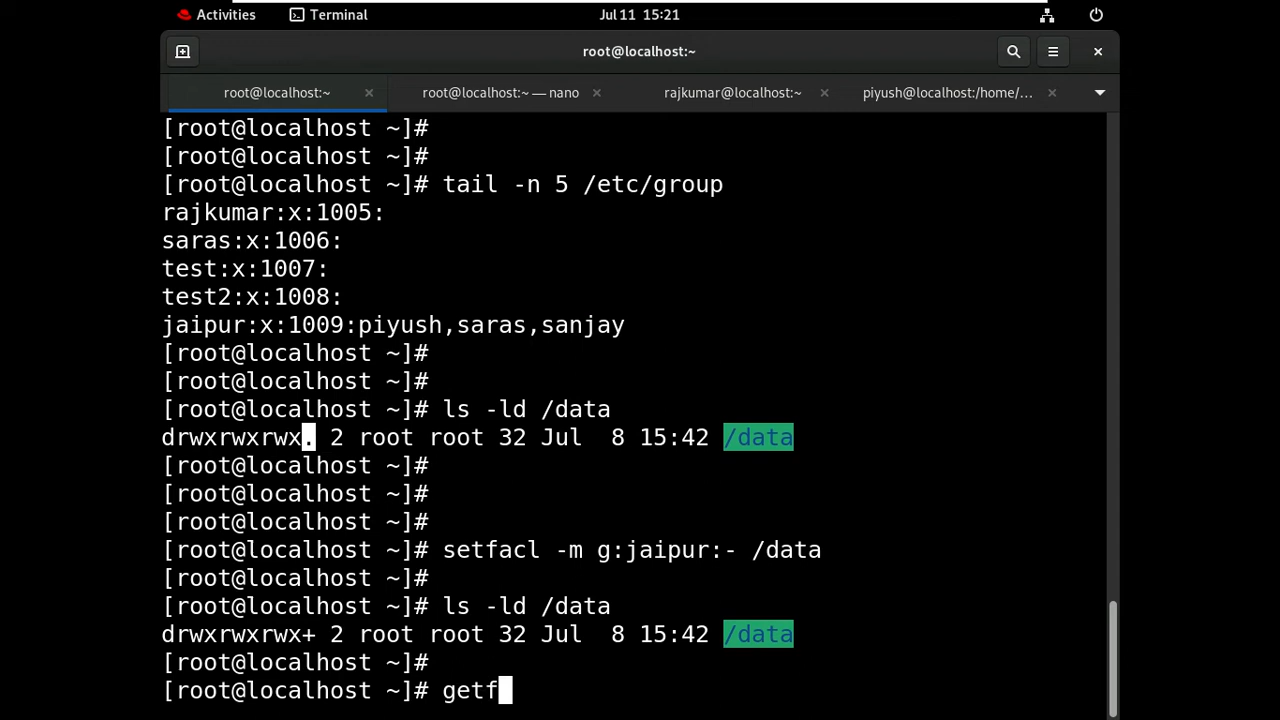 Activities Terminal Jul 11 15:21
root@localhost:~
root@localhost:~ × root@localhost:~ — nano × rajkumar@localhost:~ × piyush@localhost:/home/... ×
[root@localhost ~]#
[root@localhost ~]#
[root@localhost ~]# tail -n 5 /etc/group
rajkumar:x:1005:
saras:x:1006:
test:x:1007:
test2:x:1008:
jaipur:x:1009:piyush,saras,sanjay
[root@localhost ~]#
[root@localhost ~]#
[root@localhost ~]# ls -ld /data
drwxrwxrwx. 2 root root 32 Jul  8 15:42 /data
[root@localhost ~]#
[root@localhost ~]#
[root@localhost ~]#
[root@localhost ~]# setfacl -m g:jaipur:- /data
[root@localhost ~]#
[root@localhost ~]# ls -ld /data
drwxrwxrwx+ 2 root root 32 Jul  8 15:42 /data
[root@localhost ~]#
[root@localhost ~]# getf